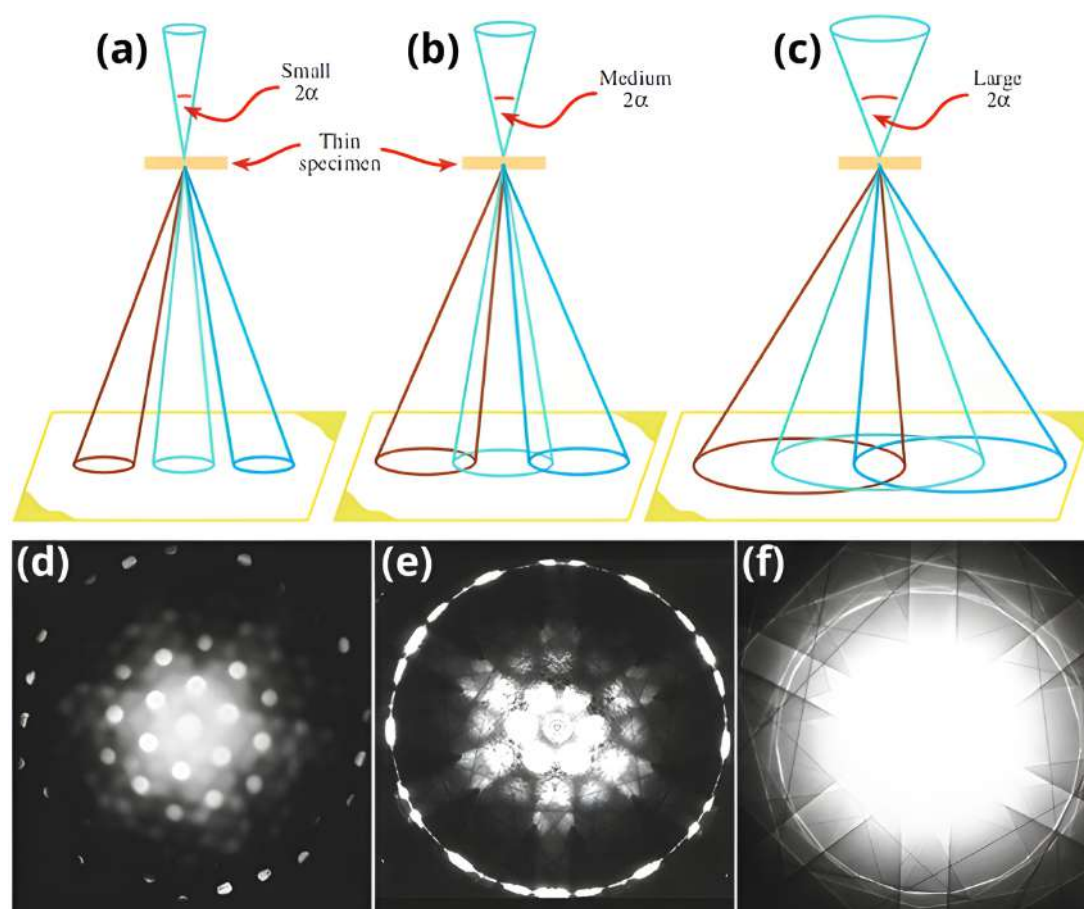 (a)
Small
2α
(b)
Medium
2α
(c)
Large
2α
Thin
specimen
(d)
(e)
(f)